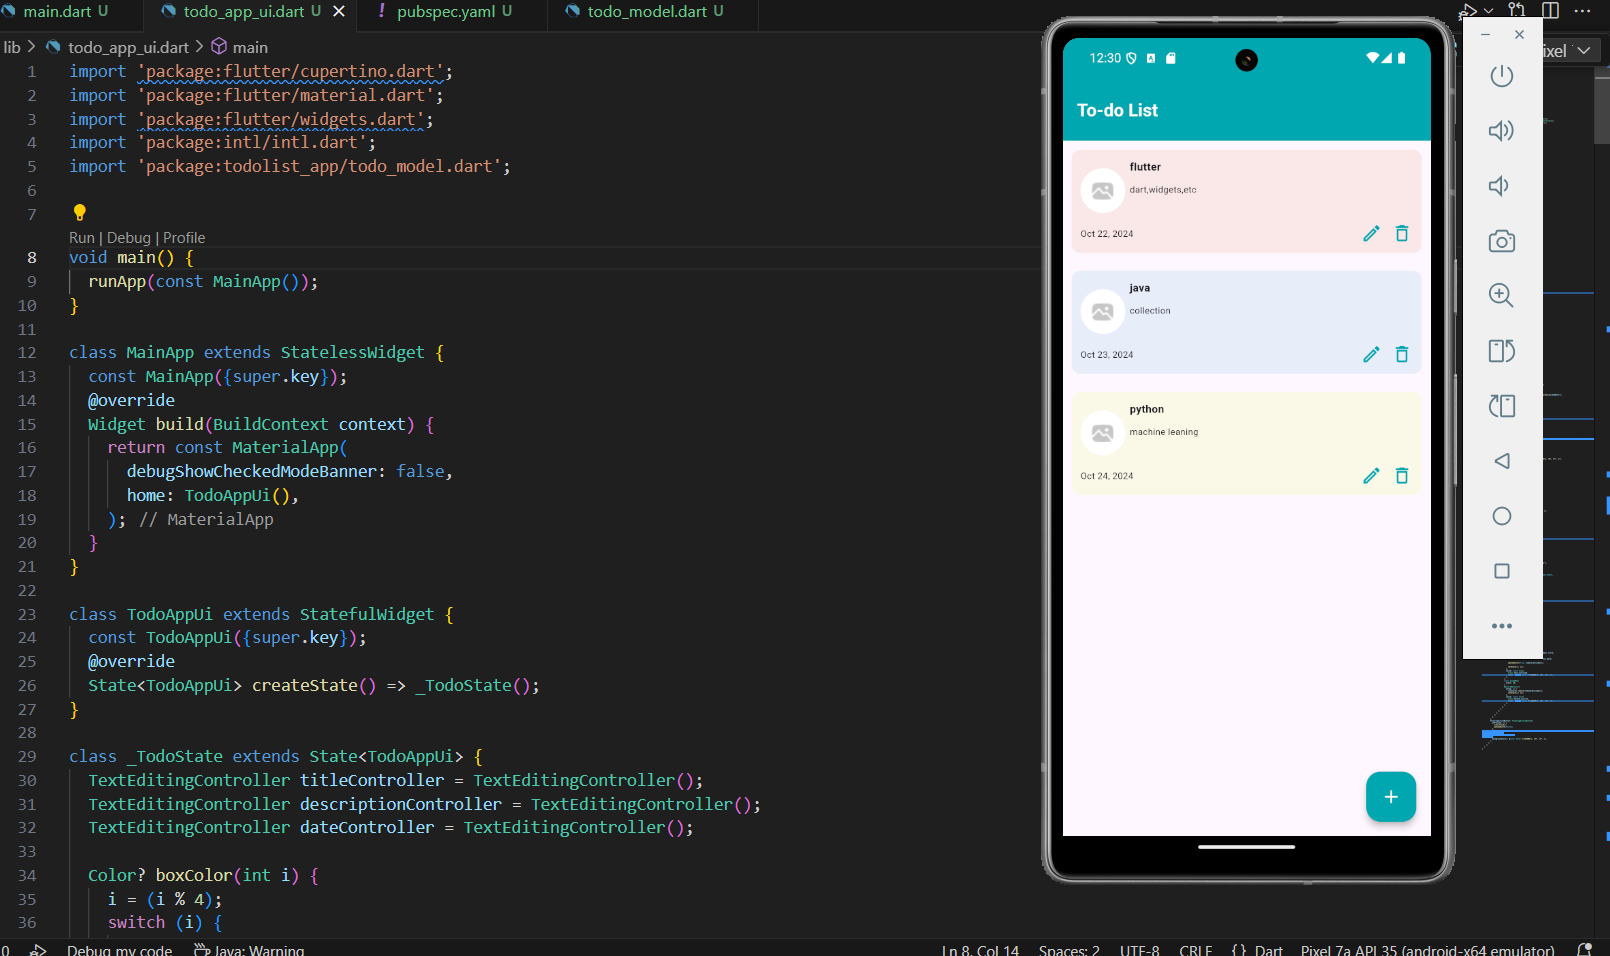 main.dart U
todo_app_ui.dart U
! pubspec.yaml U
todo_model.dart U
lib > todo_app_ui.dart > main
1 import 'package:flutter/cupertino.dart';
2 import 'package:flutter/material.dart';
3 import 'package:flutter/widgets.dart';
4 import 'package:intl/intl.dart';
5 import 'package:todolist_app/todo_model.dart';
6
7
Run | Debug | Profile
8 void main() {
9 runApp(const MainApp());
10 }
11
12 class MainApp extends StatelessWidget {
13 const MainApp({super.key});
14 @override
15 Widget build(BuildContext context) {
16 return const MaterialApp(
17 debugShowCheckedModeBanner: false,
18 home: TodoAppUi(),
19 ); // MaterialApp
20 }
21 }
22
23 class TodoAppUi extends StatefulWidget {
24 const TodoAppUi({super.key});
25 @override
26 State<TodoAppUi> createState() => _TodoState();
27 }
28
29 class _TodoState extends State<TodoAppUi> {
30 TextEditingController titleController = TextEditingController();
31 TextEditingController descriptionController = TextEditingController();
32 TextEditingController dateController = TextEditingController();
33
34 Color? boxColor(int i) {
35 i = (i % 4);
36 switch (i) {
12:30
To-do List
flutter
dart,widgets,etc
Oct 22, 2024
java
collection
Oct 23, 2024
python
machine leaning
Oct 24, 2024
+
ixel
0
Debug my code
Java: Warning
Ln 8, Col 14
Spaces: 2
UTF-8
CRLF
{ } Dart
Pixel 7a API 35 (android-x64 emulator)